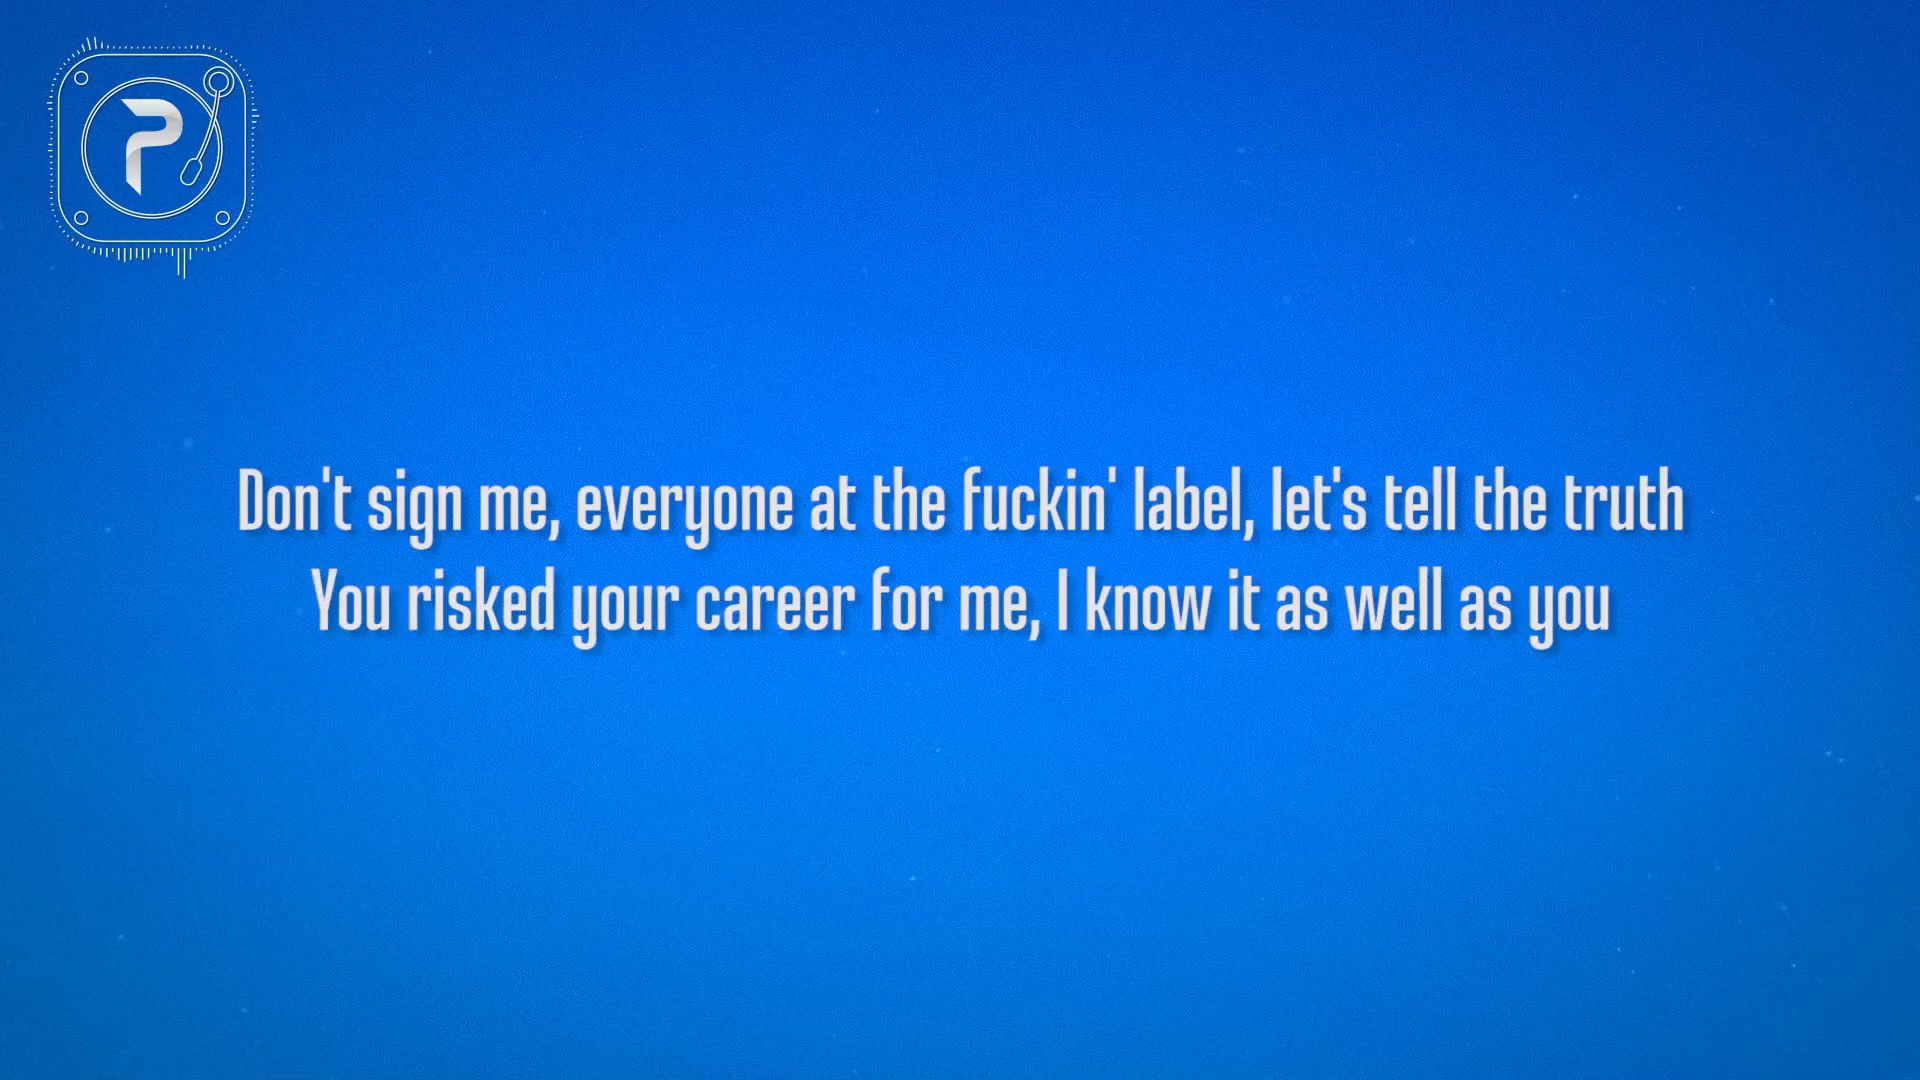 P
Don't sign me, everyone at the fuckin' label, let's tell the truth
You risked your career for me, I know it as well as you